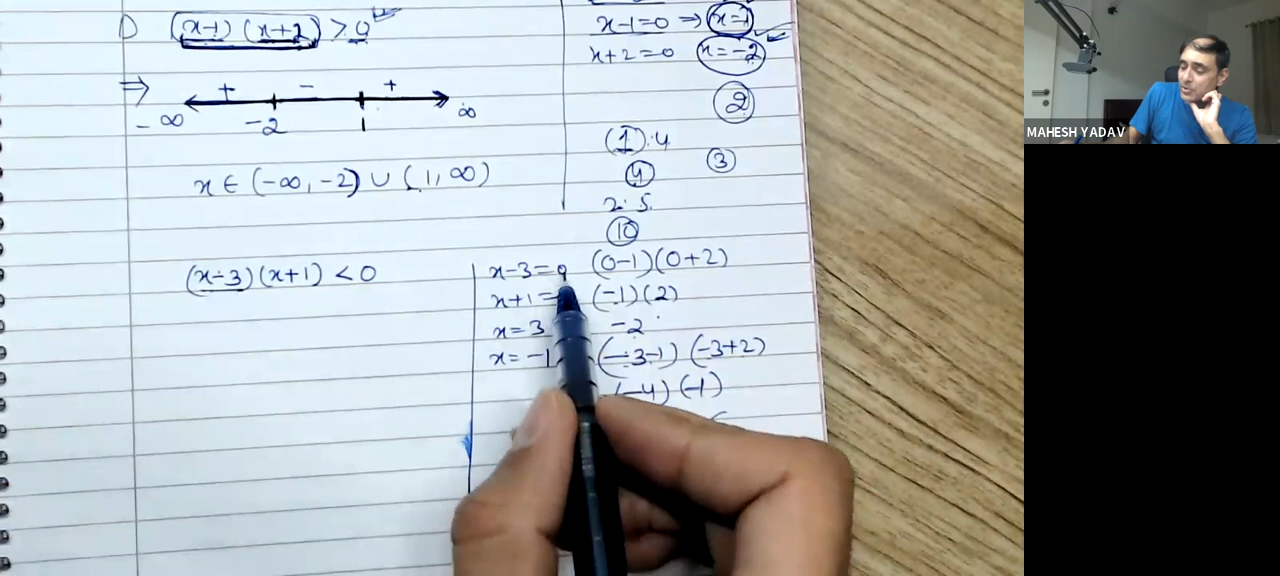 1) (x-1) (x+2) > 0
⇒ + - +
-∞ -2 1 ∞
x ∈ (-∞, -2) ∪ (1, ∞)
(x-3)(x+1) < 0
x-1=0 ⇒ x=1
x+2=0 x=-2
2
(1).4
3
4
2.5
10
x-3=0 (0-1)(0+2)
x+1= (-1)(2)
x=3 -2
x=-1 (-3-1) (-3+2)
(-4) (-1)
MAHESH YADAV